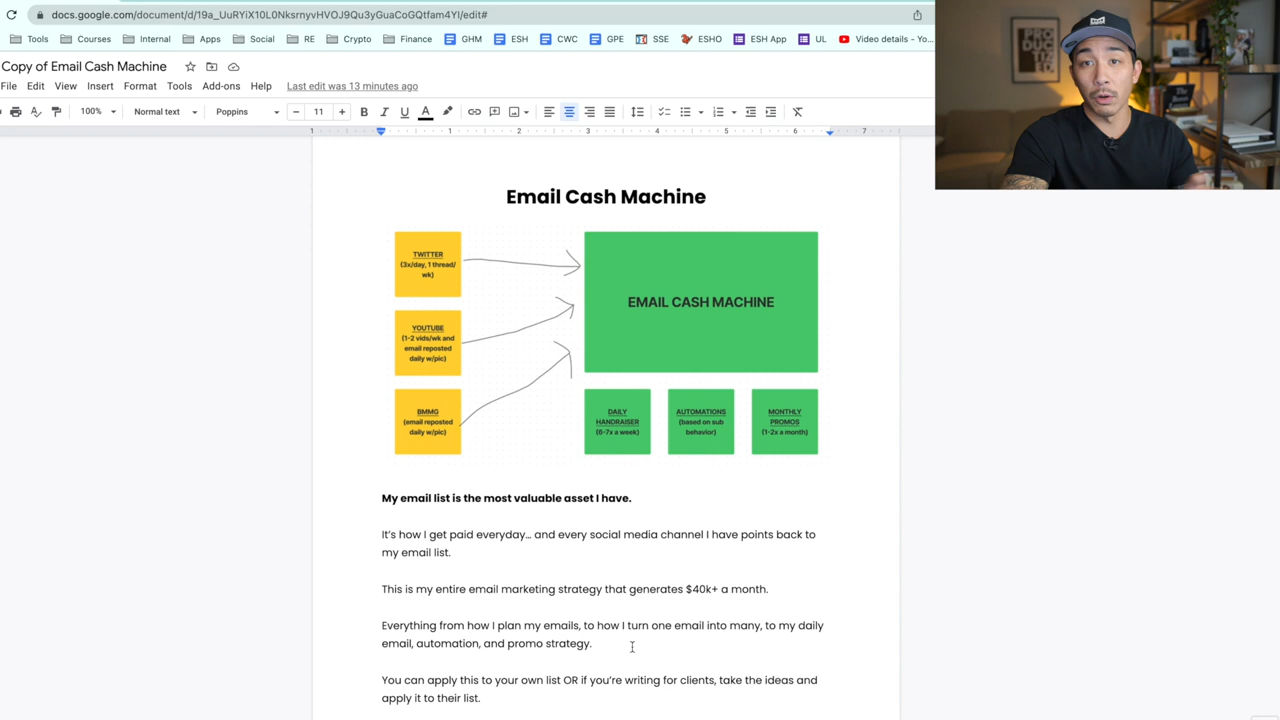 docs.google.com/document/d/19a_UuRYiX10L0NksrnyvHVOJ9Qu3yGuaCoGQtfam4YI/edit#
Tools Courses Internal Apps Social RE Crypto Finance GHM ESH CWC GPE SSE ESHO ESH App UL Video details - Yo...
Copy of Email Cash Machine
File Edit View Insert Format Tools Add-ons Help Last edit was 13 minutes ago
100% Normal text Poppins 11 B I U A
1 1 2 3 4 5 6 7
PRODUCTIZED.
Email Cash Machine
TWITTER
(3x/day, 1 thread/
wk)
YOUTUBE
(1-2 vids/wk and
email reposted
daily w/pic)
BMMG
(email reposted
daily w/pic)
EMAIL CASH MACHINE
DAILY
HANDRAISER
(6-7x a week)
AUTOMATIONS
(based on sub
behavior)
MONTHLY
PROMOS
(1-2x a month)
My email list is the most valuable asset I have.
It’s how I get paid everyday… and every social media channel I have points back to
my email list.
This is my entire email marketing strategy that generates $40k+ a month.
Everything from how I plan my emails, to how I turn one email into many, to my daily
email, automation, and promo strategy.
You can apply this to your own list OR if you’re writing for clients, take the ideas and
apply it to their list.